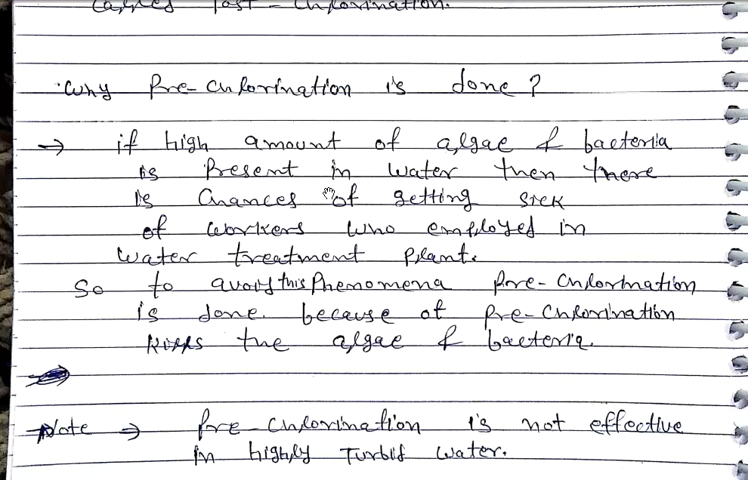 called Post-Chlorination.
Why Pre-chlorination is done?
→ if high amount of algae & bacteria
is Present in water then there
is chances of getting sick
of workers who employed in
water treatment plant.
So to avoid this Phenomena pre-chlorination
is done. because of Pre-chlorination
kills the algae & bacteria.
Note → Pre-chlorination is not effective
in highly Turbid water.